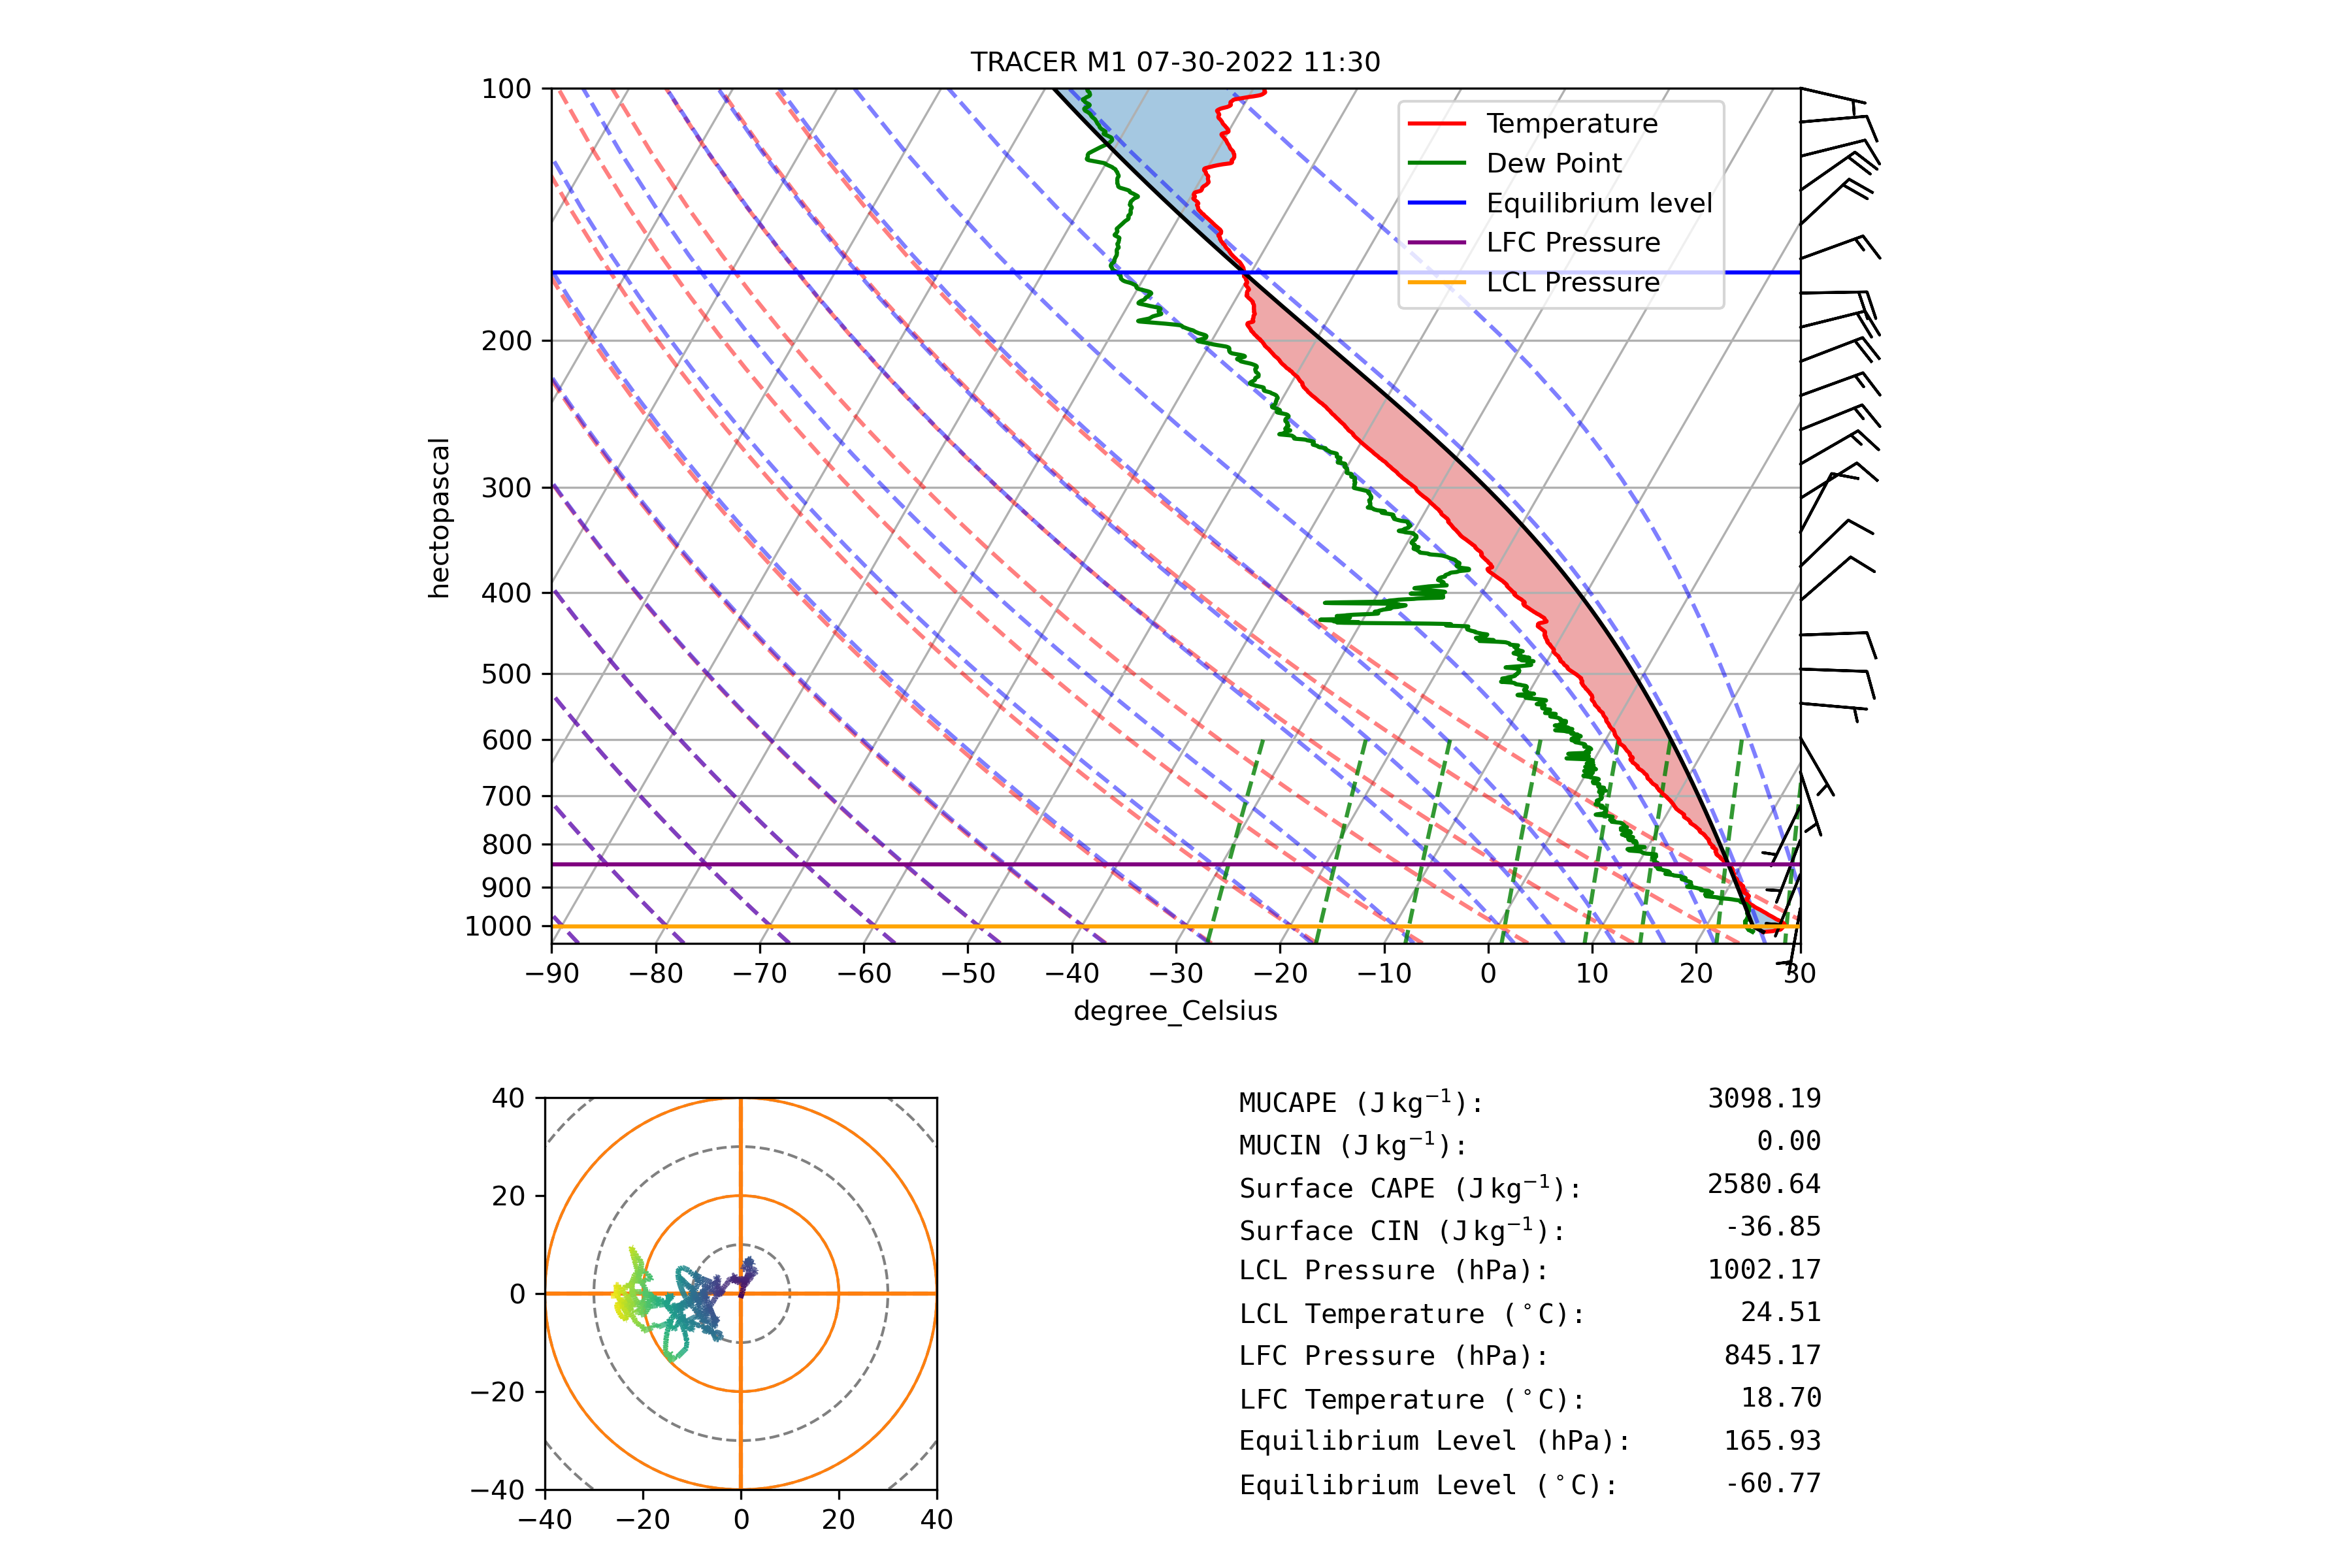 TRACER M1 07-30-2022 11:30
100
200
300
400
500
600
700
800
900
1000
hectopascal
Temperature
Dew Point
Equilibrium level
LFC Pressure
LCL Pressure
−90 −80 −70 −60 −50 −40 −30 −20 −10 0 10 20 30
degree_Celsius
40
20
0
−20
−40
−40 −20 0 20 40
MUCAPE (J kg⁻¹): 3098.19
MUCIN (J kg⁻¹): 0.00
Surface CAPE (J kg⁻¹): 2580.64
Surface CIN (J kg⁻¹): -36.85
LCL Pressure (hPa): 1002.17
LCL Temperature (°C): 24.51
LFC Pressure (hPa): 845.17
LFC Temperature (°C): 18.70
Equilibrium Level (hPa): 165.93
Equilibrium Level (°C): -60.77